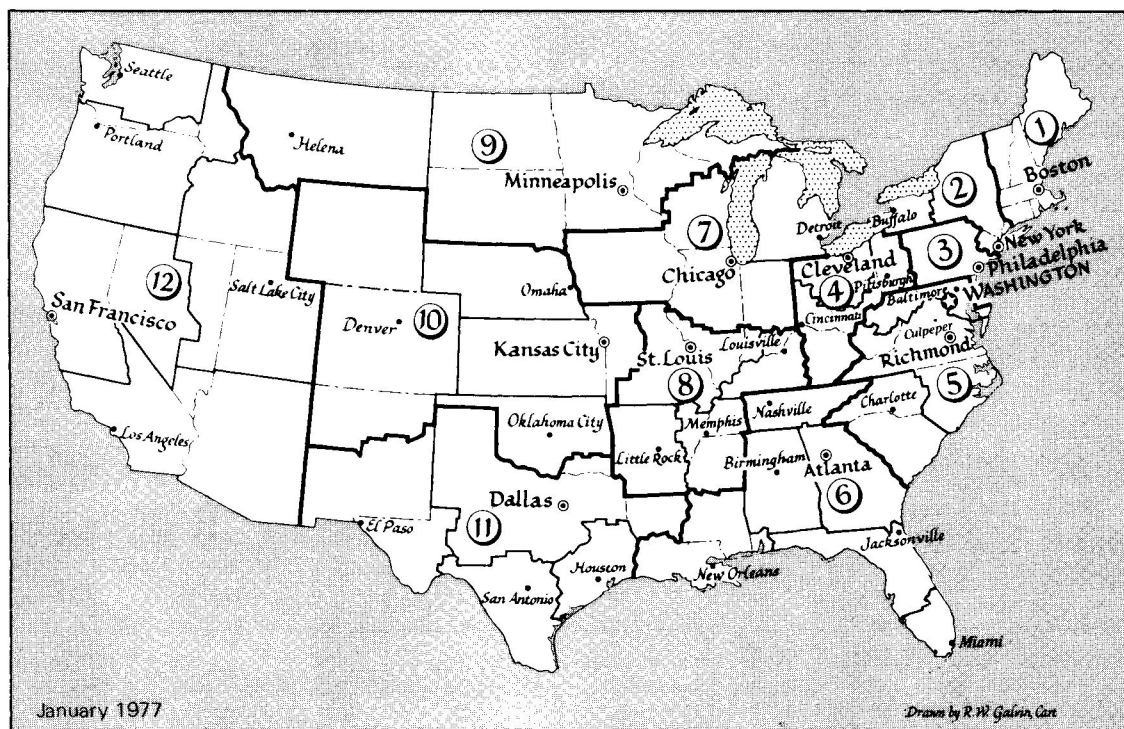 Seattle
Portland
Helena
9
Minneapolis
1
Boston
2
Buffalo
Detroit
New York
3
Philadelphia
7
Chicago
Cleveland
4
Pittsburgh
Baltimore
WASHINGTON
Cincinnati
12
San Francisco
Salt Lake City
Denver
10
Omaha
Kansas City
St. Louis
8
Louisville
Culpeper
Richmond
5
Charlotte
Los Angeles
Oklahoma City
Nashville
Memphis
Little Rock
Birmingham
Atlanta
6
Dallas
11
El Paso
Houston
San Antonio
New Orleans
Jacksonville
Miami
January 1977
Drawn by R.W. Galvin, Cart.